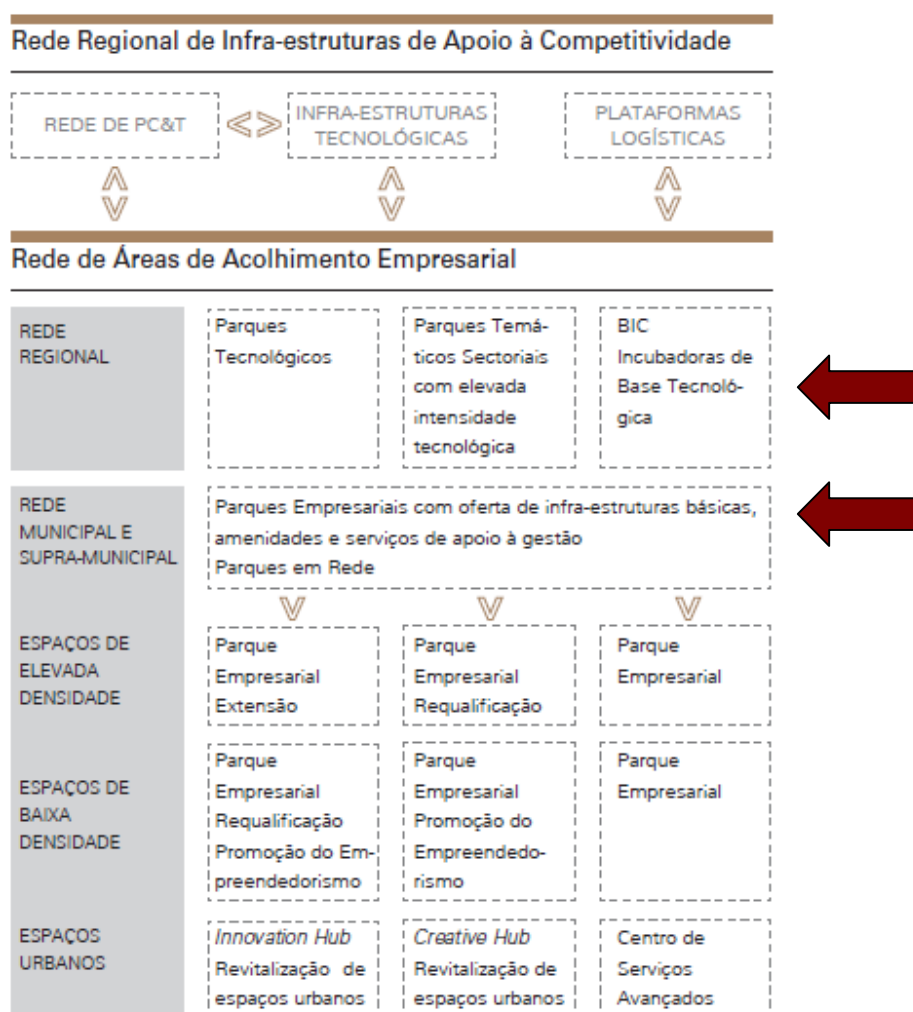 Rede Regional de Infra-estruturas de Apoio à Competitividade
REDE DE PC&T
INFRA-ESTRUTURAS
TECNOLÓGICAS
PLATAFORMAS
LOGÍSTICAS
Rede de Áreas de Acolhimento Empresarial
REDE
REGIONAL
Parques
Tecnológicos
Parques Temá-
ticos Sectoriais
com elevada
intensidade
tecnológica
BIC
Incubadoras de
Base Tecnoló-
gica
REDE
MUNICIPAL E
SUPRA-MUNICIPAL
Parques Empresariais com oferta de infra-estruturas básicas,
amenidades e serviços de apoio à gestão
Parques em Rede
ESPAÇOS DE
ELEVADA
DENSIDADE
Parque
Empresarial
Extensão
Parque
Empresarial
Requalificação
Parque
Empresarial
ESPAÇOS DE
BAIXA
DENSIDADE
Parque
Empresarial
Requalificação
Promoção do Em-
preendedorismo
Parque
Empresarial
Promoção do
Empreendedo-
rismo
Parque
Empresarial
ESPAÇOS
URBANOS
Innovation Hub
Revitalização de
espaços urbanos
Creative Hub
Revitalização de
espaços urbanos
Centro de
Serviços
Avançados